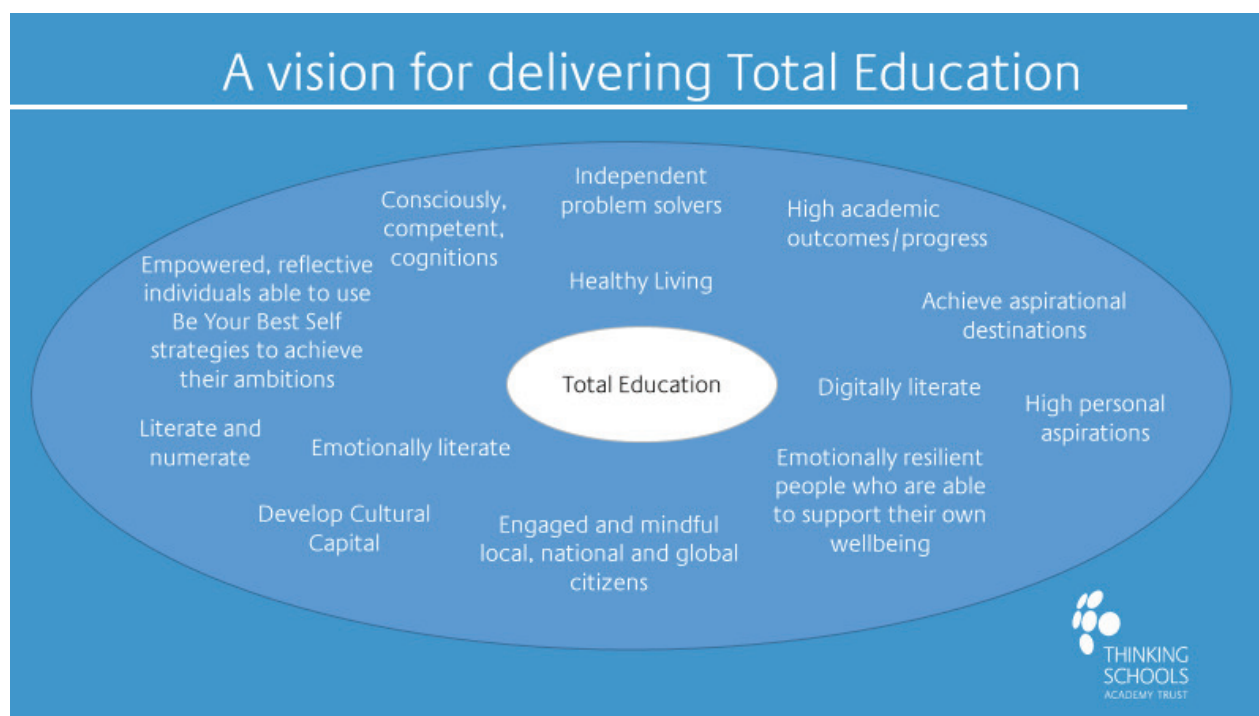 A vision for delivering Total Education
Independent
problem solvers
Consciously,
competent,
cognitions
High academic
outcomes/progress
Empowered, reflective
individuals able to use
Be Your Best Self
strategies to achieve
their ambitions
Healthy Living
Achieve aspirational
destinations
Total Education
Digitally literate
High personal
aspirations
Literate and
numerate
Emotionally literate
Emotionally resilient
people who are able
to support their own
wellbeing
Develop Cultural
Capital
Engaged and mindful
local, national and global
citizens
THINKING
SCHOOLS
ACADEMY TRUST